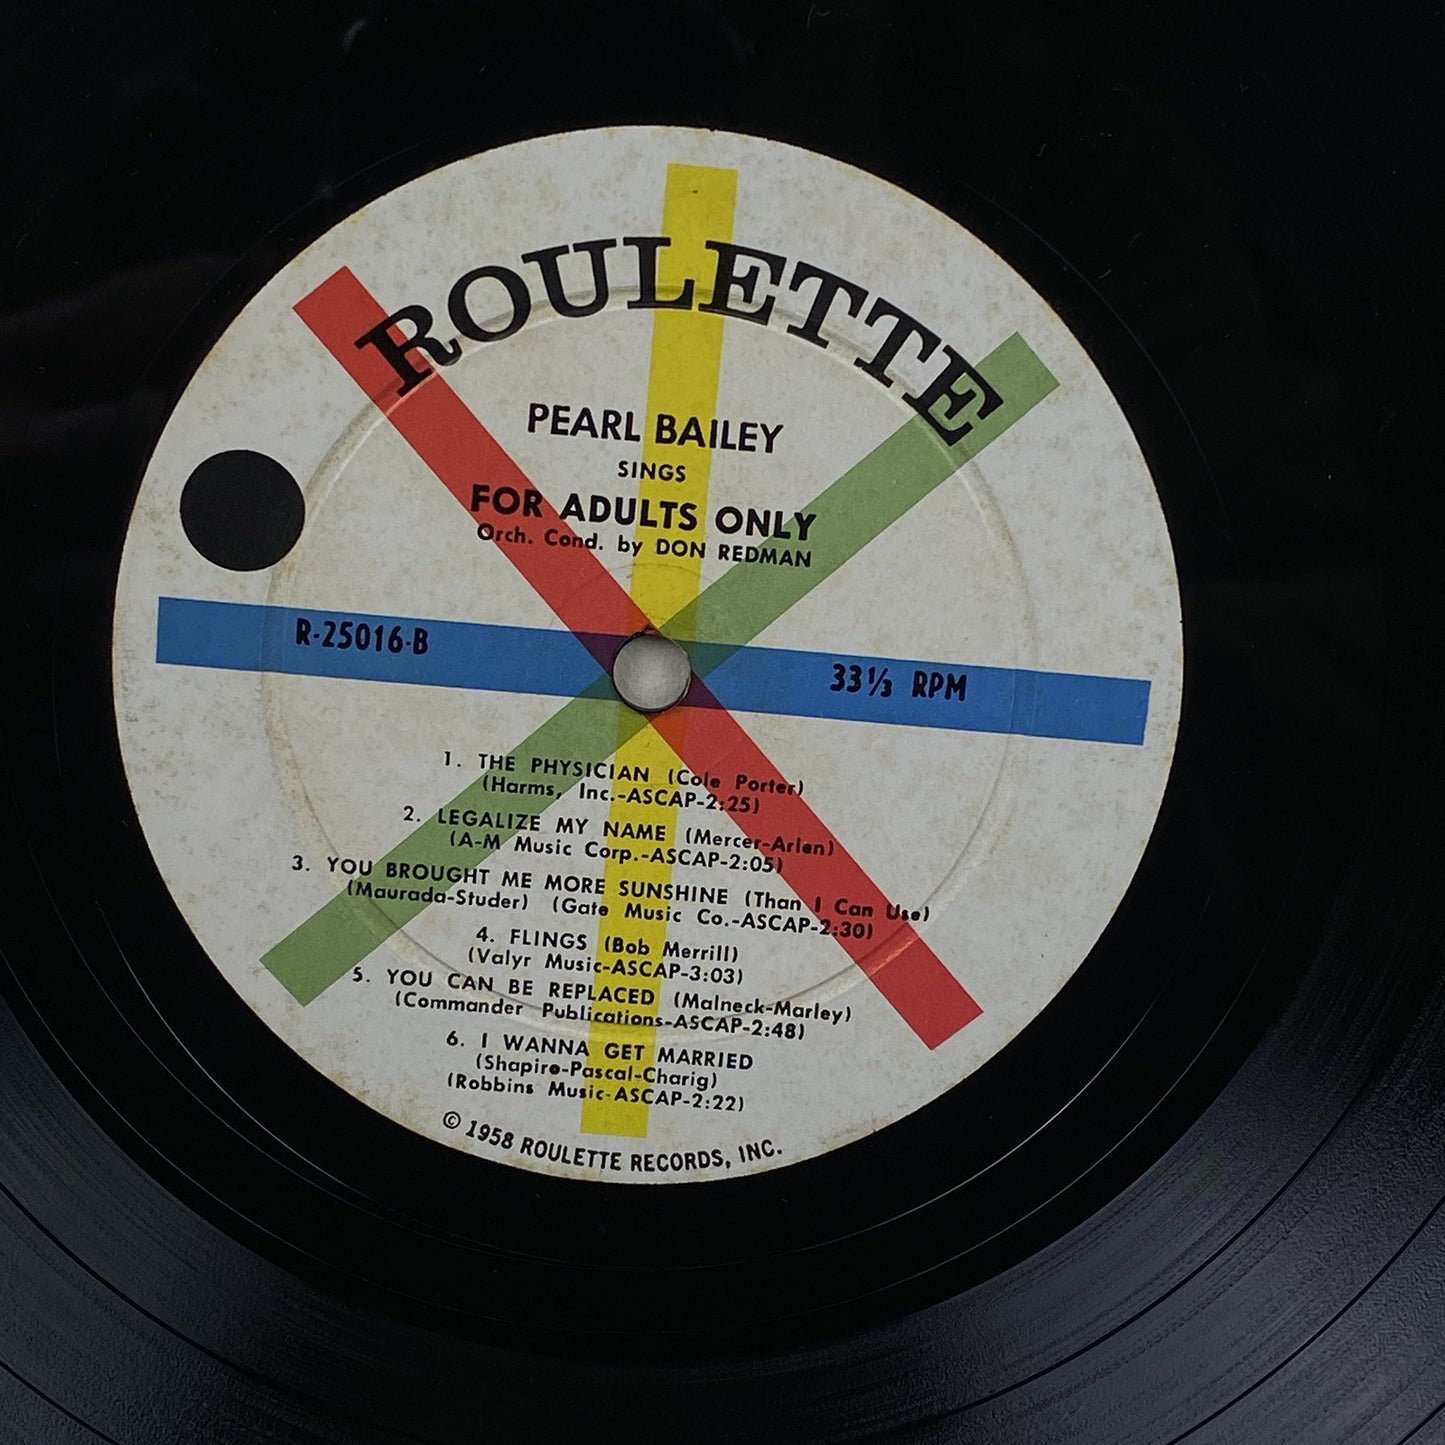 ROULETTE
PEARL BAILEY
SINGS
FOR ADULTS ONLY
Orch. Cond. by DON REDMAN
R-25016-B
33 1/3 RPM
1. THE PHYSICIAN (Cole Porter)
(Harms, Inc.-ASCAP-2:25)
2. LEGALIZE MY NAME (Mercer-Arlen)
(A-M Music Corp.-ASCAP-2:05)
3. YOU BROUGHT ME MORE SUNSHINE (Than I Can Use)
(Maurada-Studer) (Gate Music Co.-ASCAP-2:30)
4. FLINGS (Bob Merrill)
(Valyr Music-ASCAP-3:03)
5. YOU CAN BE REPLACED (Malneck-Marley)
(Commander Publications-ASCAP-2:48)
6. I WANNA GET MARRIED
(Shapiro-Pascal-Charig)
(Robbins Music-ASCAP-2:22)
© 1958 ROULETTE RECORDS, INC.